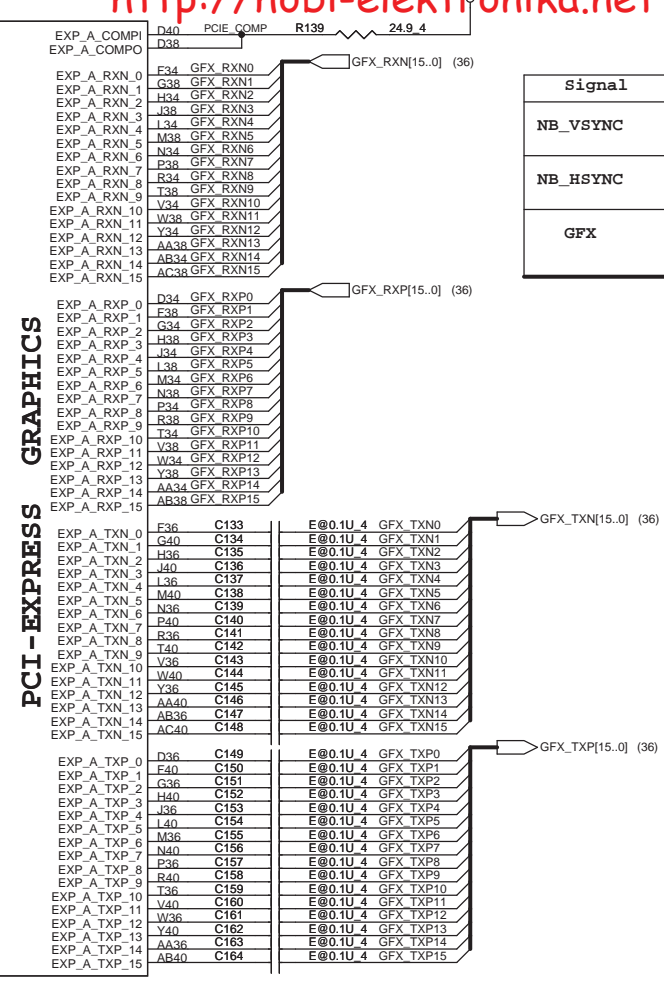 http://hobi-elektronika.net
EXP_A_COMPI D40 PCIE_COMP R139 24.9_4
EXP_A_COMPO D38
GFX_RXN[15..0] (36)
EXP_A_RXN_0 F34 GFX_RXN0
EXP_A_RXN_1 G38 GFX_RXN1
EXP_A_RXN_2 H34 GFX_RXN2
EXP_A_RXN_3 J38 GFX_RXN3
EXP_A_RXN_4 L34 GFX_RXN4
EXP_A_RXN_5 M38 GFX_RXN5
EXP_A_RXN_6 N34 GFX_RXN6
EXP_A_RXN_7 P38 GFX_RXN7
EXP_A_RXN_8 R34 GFX_RXN8
EXP_A_RXN_9 T38 GFX_RXN9
EXP_A_RXN_10 V34 GFX_RXN10
EXP_A_RXN_11 W38 GFX_RXN11
EXP_A_RXN_12 Y34 GFX_RXN12
EXP_A_RXN_13 AA38 GFX_RXN13
EXP_A_RXN_14 AB34 GFX_RXN14
EXP_A_RXN_15 AC38 GFX_RXN15
Signal
NB_VSYNC
NB_HSYNC
GFX
GFX_RXP[15..0] (36)
EXP_A_RXP_0 D34 GFX_RXP0
EXP_A_RXP_1 F38 GFX_RXP1
EXP_A_RXP_2 G34 GFX_RXP2
EXP_A_RXP_3 H38 GFX_RXP3
EXP_A_RXP_4 J34 GFX_RXP4
EXP_A_RXP_5 L38 GFX_RXP5
EXP_A_RXP_6 M34 GFX_RXP6
EXP_A_RXP_7 N38 GFX_RXP7
EXP_A_RXP_8 P34 GFX_RXP8
EXP_A_RXP_9 R38 GFX_RXP9
EXP_A_RXP_10 T34 GFX_RXP10
EXP_A_RXP_11 V38 GFX_RXP11
EXP_A_RXP_12 W34 GFX_RXP12
EXP_A_RXP_13 Y38 GFX_RXP13
EXP_A_RXP_14 AA34 GFX_RXP14
EXP_A_RXP_15 AB38 GFX_RXP15
PCI-EXPRESS GRAPHICS
GFX_TXN[15..0] (36)
EXP_A_TXN_0 F36 C133 E@0.1U_4 GFX_TXN0
EXP_A_TXN_1 G40 C134 E@0.1U_4 GFX_TXN1
EXP_A_TXN_2 H36 C135 E@0.1U_4 GFX_TXN2
EXP_A_TXN_3 J40 C136 E@0.1U_4 GFX_TXN3
EXP_A_TXN_4 L36 C137 E@0.1U_4 GFX_TXN4
EXP_A_TXN_5 M40 C138 E@0.1U_4 GFX_TXN5
EXP_A_TXN_6 N36 C139 E@0.1U_4 GFX_TXN6
EXP_A_TXN_7 P40 C140 E@0.1U_4 GFX_TXN7
EXP_A_TXN_8 R36 C141 E@0.1U_4 GFX_TXN8
EXP_A_TXN_9 T40 C142 E@0.1U_4 GFX_TXN9
EXP_A_TXN_10 V36 C143 E@0.1U_4 GFX_TXN10
EXP_A_TXN_11 W40 C144 E@0.1U_4 GFX_TXN11
EXP_A_TXN_12 Y36 C145 E@0.1U_4 GFX_TXN12
EXP_A_TXN_13 AA40 C146 E@0.1U_4 GFX_TXN13
EXP_A_TXN_14 AB36 C147 E@0.1U_4 GFX_TXN14
EXP_A_TXN_15 AC40 C148 E@0.1U_4 GFX_TXN15
GFX_TXP[15..0] (36)
EXP_A_TXP_0 D36 C149 E@0.1U_4 GFX_TXP0
EXP_A_TXP_1 F40 C150 E@0.1U_4 GFX_TXP1
EXP_A_TXP_2 G36 C151 E@0.1U_4 GFX_TXP2
EXP_A_TXP_3 H40 C152 E@0.1U_4 GFX_TXP3
EXP_A_TXP_4 J36 C153 E@0.1U_4 GFX_TXP4
EXP_A_TXP_5 L40 C154 E@0.1U_4 GFX_TXP5
EXP_A_TXP_6 M36 C155 E@0.1U_4 GFX_TXP6
EXP_A_TXP_7 N40 C156 E@0.1U_4 GFX_TXP7
EXP_A_TXP_8 P36 C157 E@0.1U_4 GFX_TXP8
EXP_A_TXP_9 R40 C158 E@0.1U_4 GFX_TXP9
EXP_A_TXP_10 T36 C159 E@0.1U_4 GFX_TXP10
EXP_A_TXP_11 V40 C160 E@0.1U_4 GFX_TXP11
EXP_A_TXP_12 W36 C161 E@0.1U_4 GFX_TXP12
EXP_A_TXP_13 Y40 C162 E@0.1U_4 GFX_TXP13
EXP_A_TXP_14 AA36 C163 E@0.1U_4 GFX_TXP14
EXP_A_TXP_15 AB40 C164 E@0.1U_4 GFX_TXP15